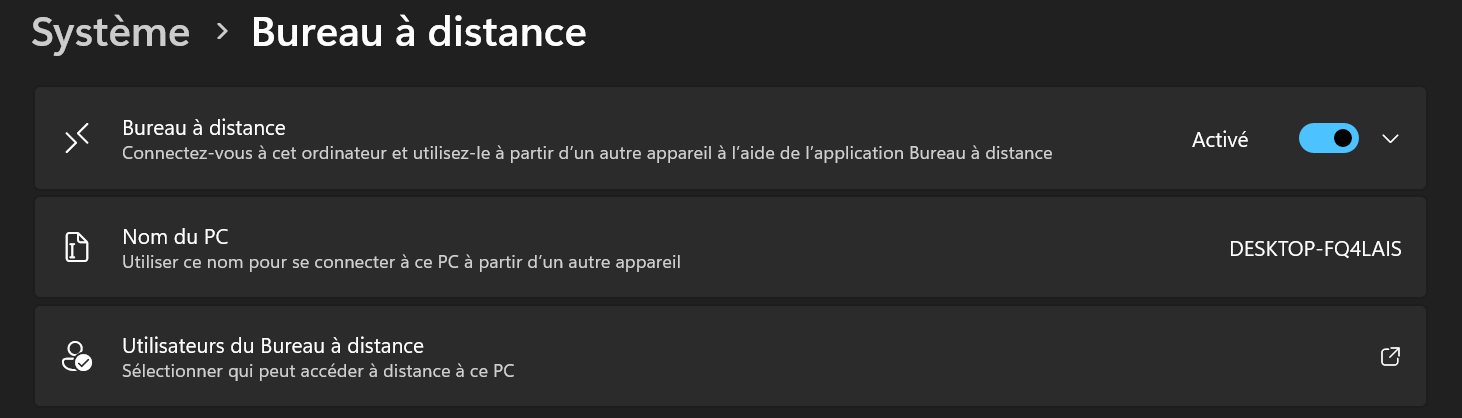 Système > Bureau à distance
Bureau à distance
Connectez-vous à cet ordinateur et utilisez-le à partir d'un autre appareil à l'aide de l'application Bureau à distance
Activé
Nom du PC
Utiliser ce nom pour se connecter à ce PC à partir d'un autre appareil
DESKTOP-FQ4LAIS
Utilisateurs du Bureau à distance
Sélectionner qui peut accéder à distance à ce PC